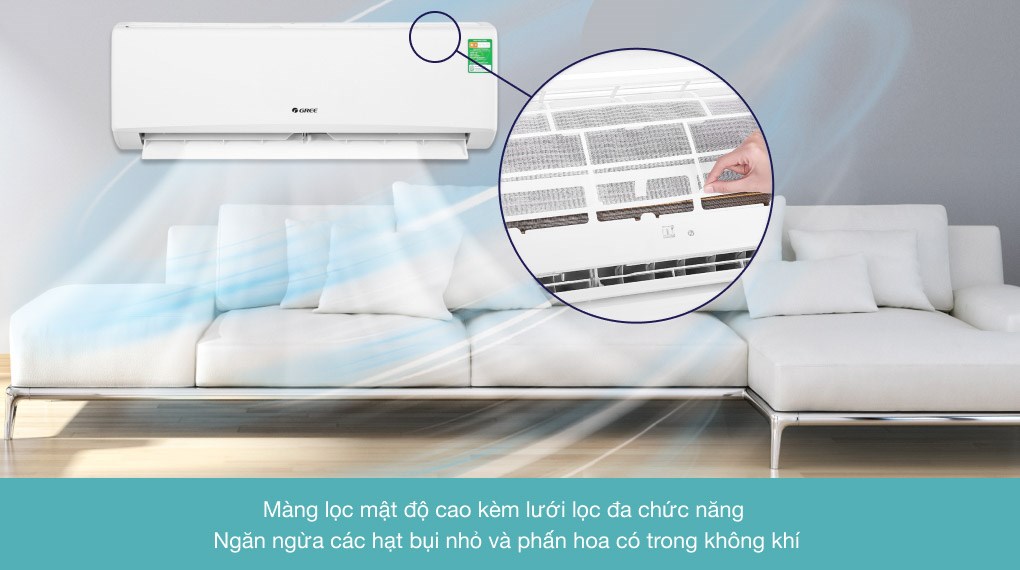 GREE
Màng lọc mật độ cao kèm lưới lọc đa chức năng
Ngăn ngừa các hạt bụi nhỏ và phấn hoa có trong không khí